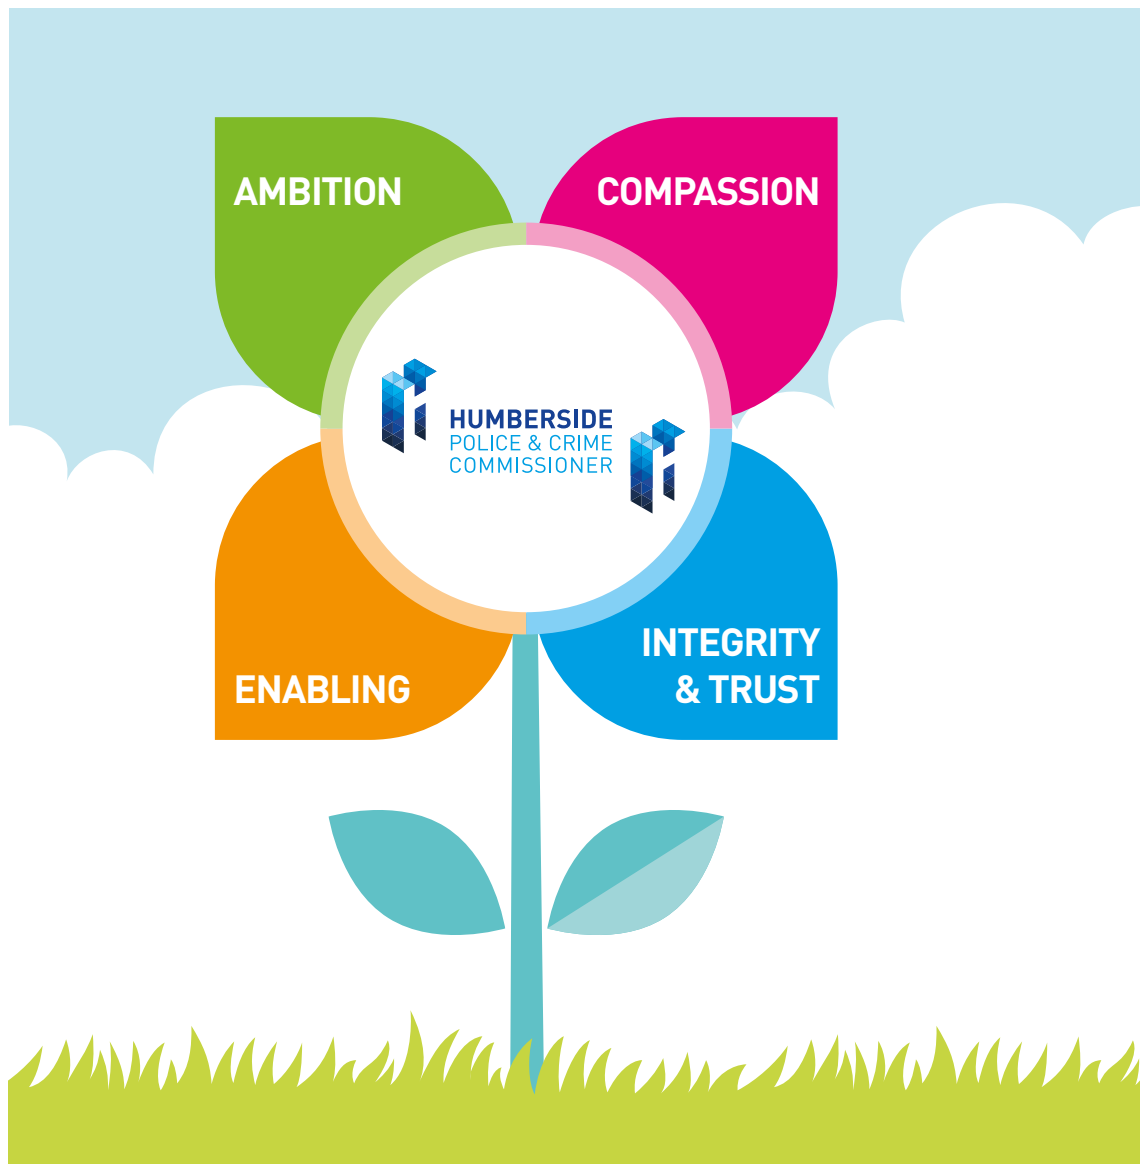 AMBITION
COMPASSION
HUMBERSIDE
POLICE & CRIME
COMMISSIONER
ENABLING
INTEGRITY
& TRUST